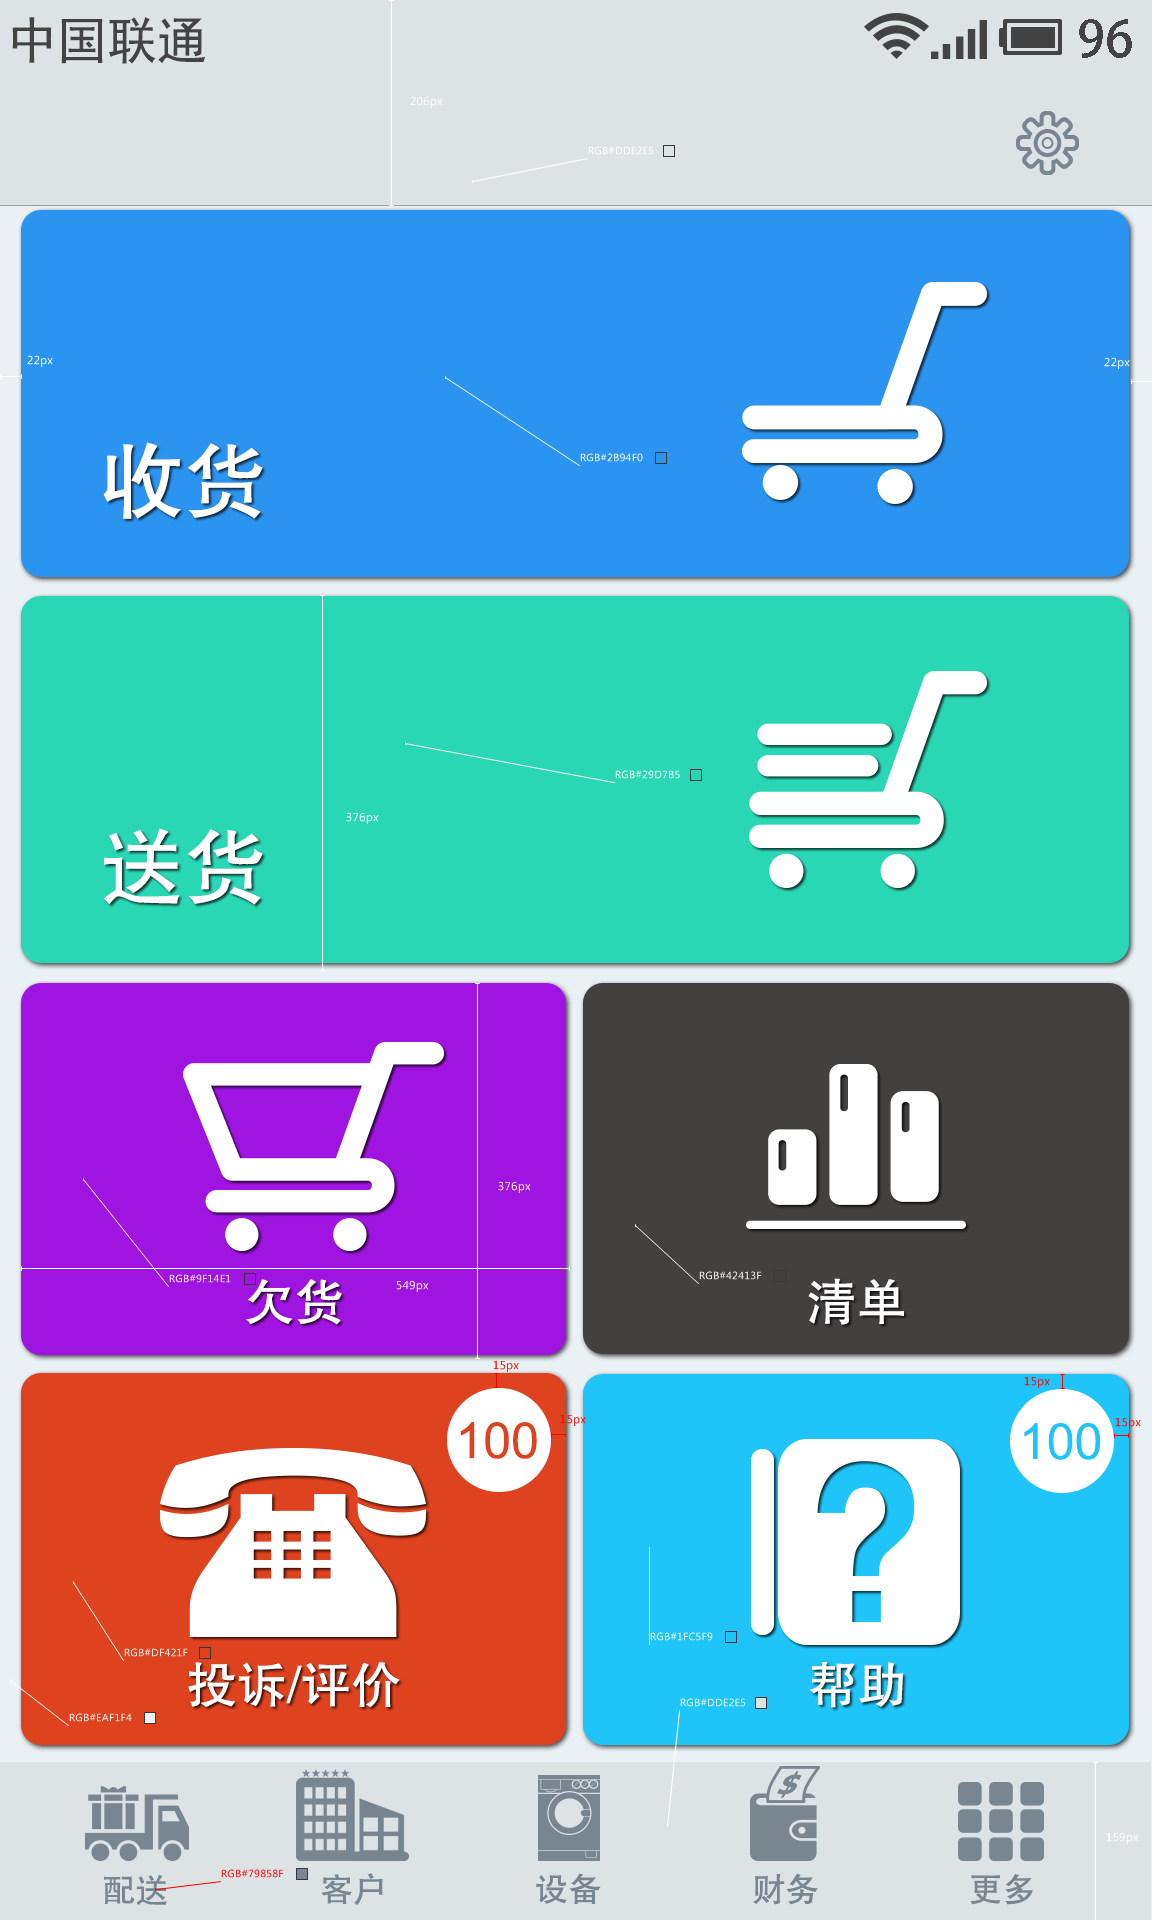 中国联通
96
206px
RGB#DDE2E5
22px
22px
RGB#2B94F0
收货
RGB#29D7B5
376px
送货
376px
RGB#9F14E1
549px
欠货
RGB#42413F
清单
15px
15px
100
15px
15px
100
RGB#DF421F
投诉/评价
RGB#EAF1F4
RGB#1FC5F9
帮助
RGB#DDE2E5
$
159px
RGB#79858F
配送
客户
设备
财务
更多